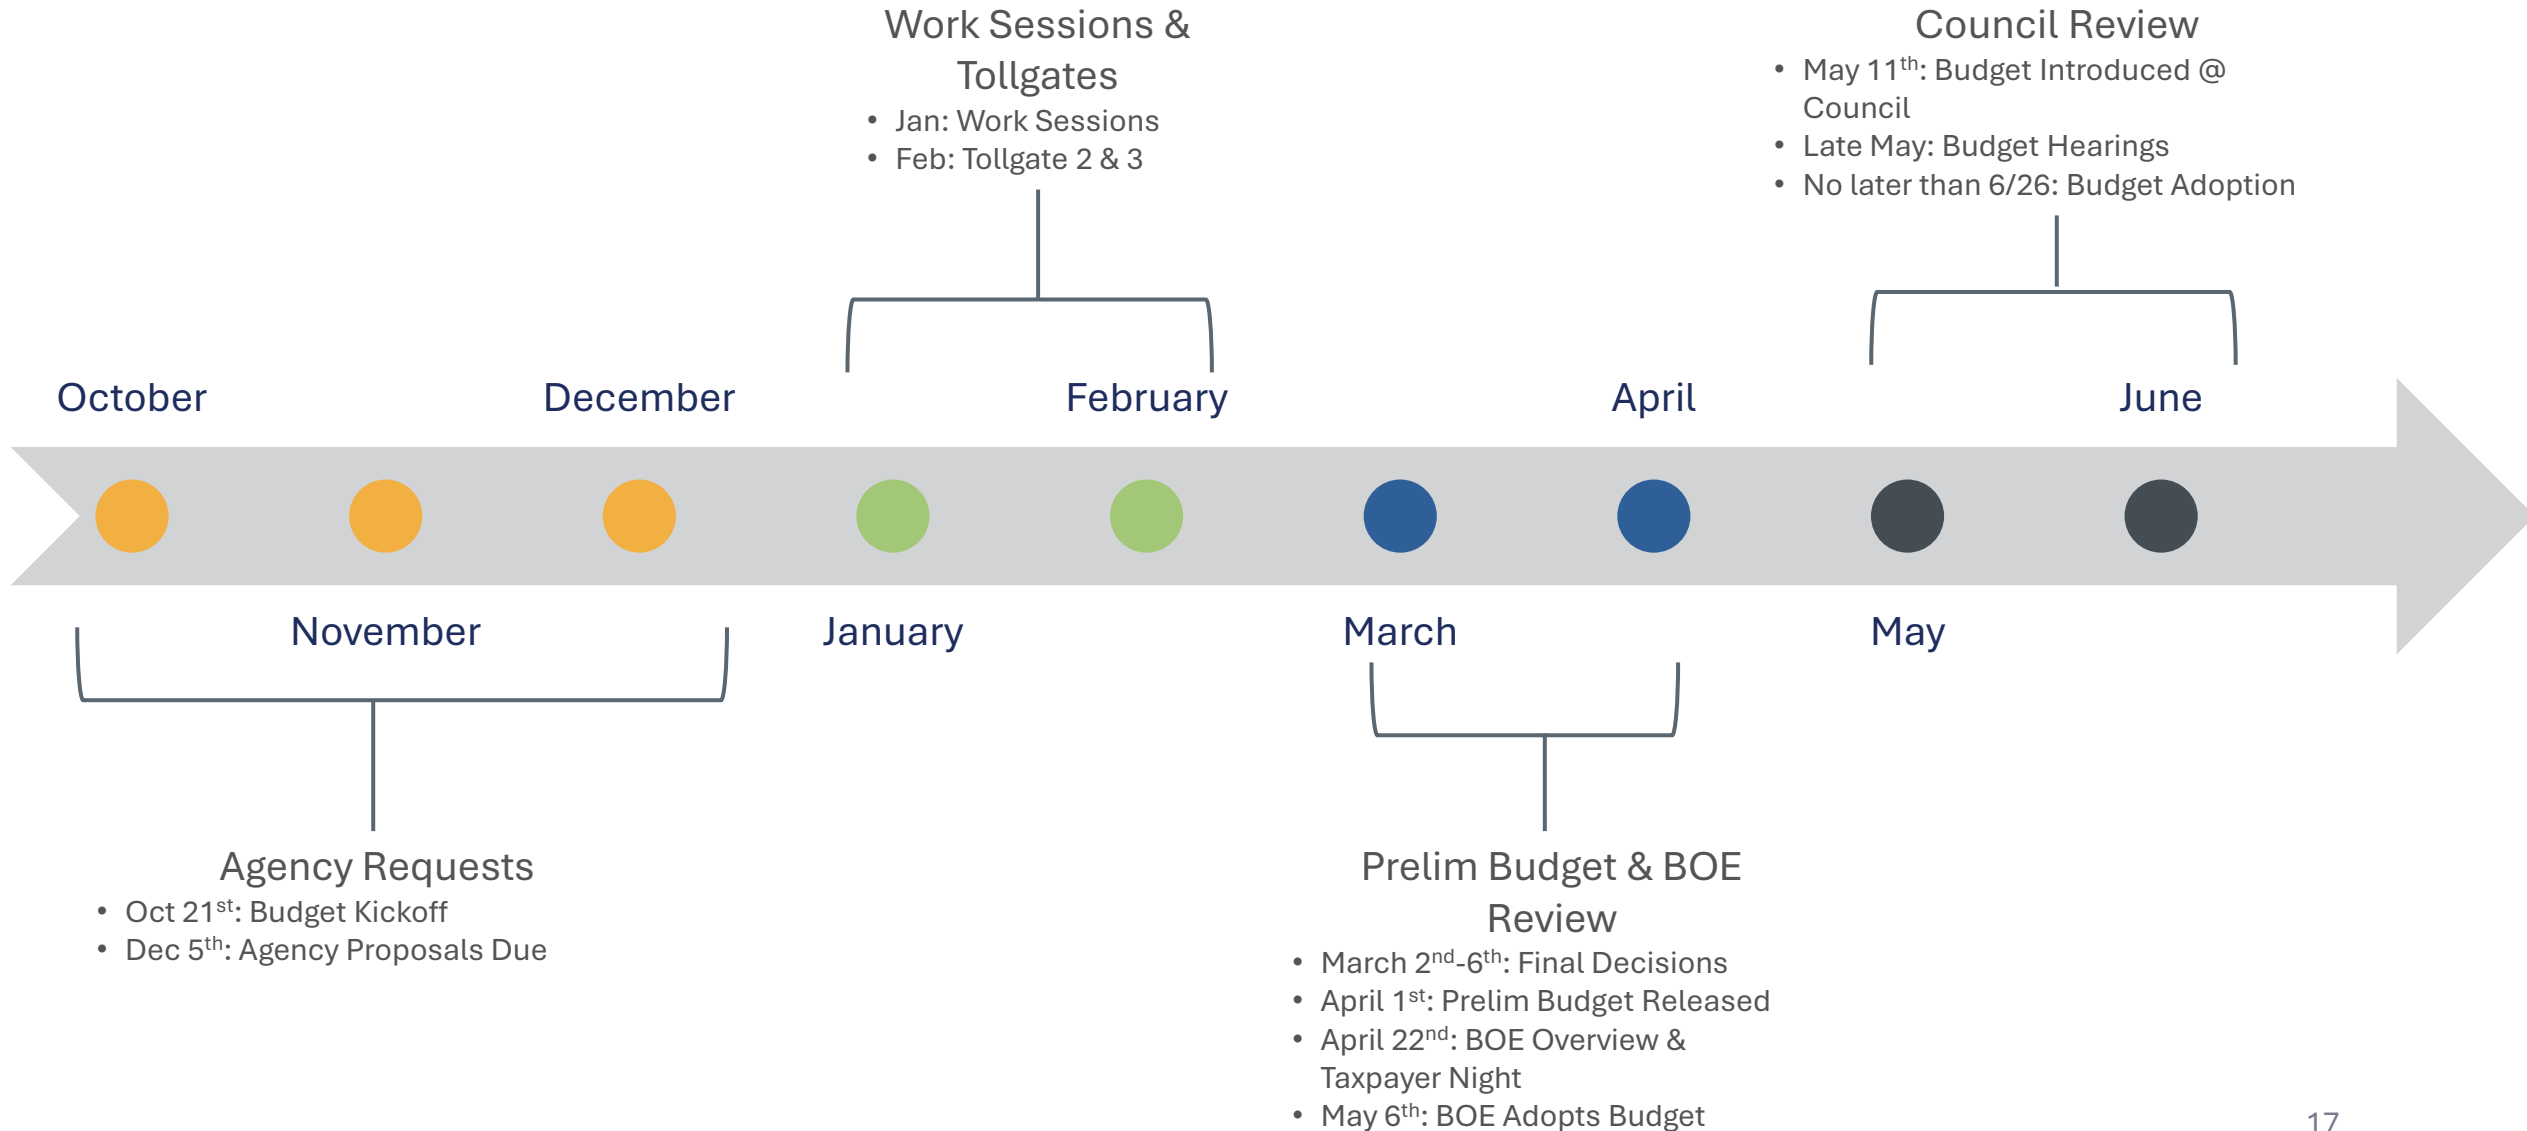 Work Sessions &
Tollgates
• Jan: Work Sessions
• Feb: Tollgate 2 & 3
Council Review
• May 11th: Budget Introduced @
Council
• Late May: Budget Hearings
• No later than 6/26: Budget Adoption
October
December
February
April
June
November
January
March
May
Agency Requests
• Oct 21st: Budget Kickoff
• Dec 5th: Agency Proposals Due
Prelim Budget & BOE
Review
• March 2nd-6th: Final Decisions
• April 1st: Prelim Budget Released
• April 22nd: BOE Overview &
Taxpayer Night
• May 6th: BOE Adopts Budget
17